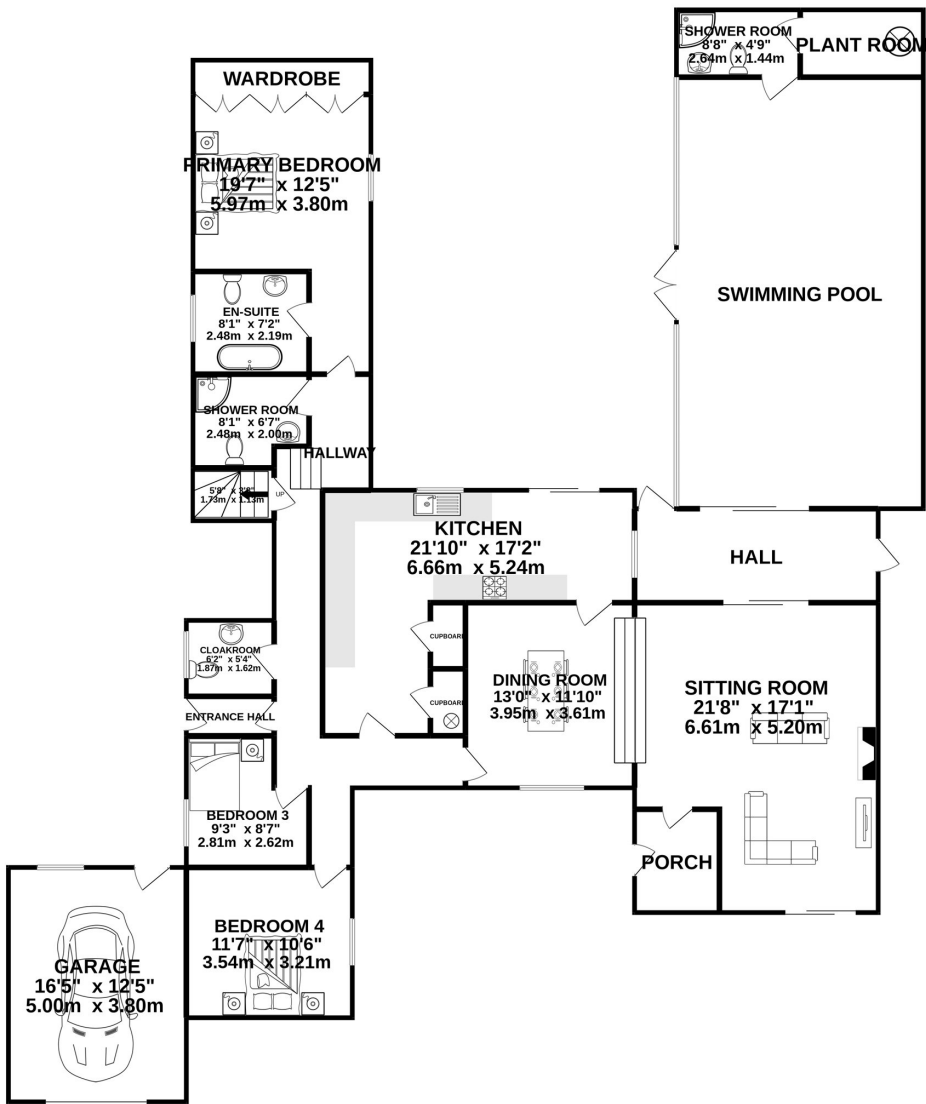 SHOWER ROOM
8'8" x 4'9"
2.64m x 1.44m
PLANT ROOM
WARDROBE
PRIMARY BEDROOM
19'7" x 12'5"
5.97m x 3.80m
SWIMMING POOL
EN-SUITE
8'1" x 7'2"
2.48m x 2.19m
SHOWER ROOM
8'1" x 6'7"
2.48m x 2.00m
HALLWAY
UP
1.73m x 1.13m
KITCHEN
21'10" x 17'2"
6.66m x 5.24m
HALL
CUPBOARD
CLOAKROOM
6'2" x 5'4"
1.87m x 1.62m
DINING ROOM
13'0" x 11'10"
3.95m x 3.61m
SITTING ROOM
21'8" x 17'1"
6.61m x 5.20m
CUPBOARD
ENTRANCE HALL
BEDROOM 3
9'3" x 8'7"
2.81m x 2.62m
PORCH
BEDROOM 4
11'7" x 10'6"
3.54m x 3.21m
GARAGE
16'5" x 12'5"
5.00m x 3.80m